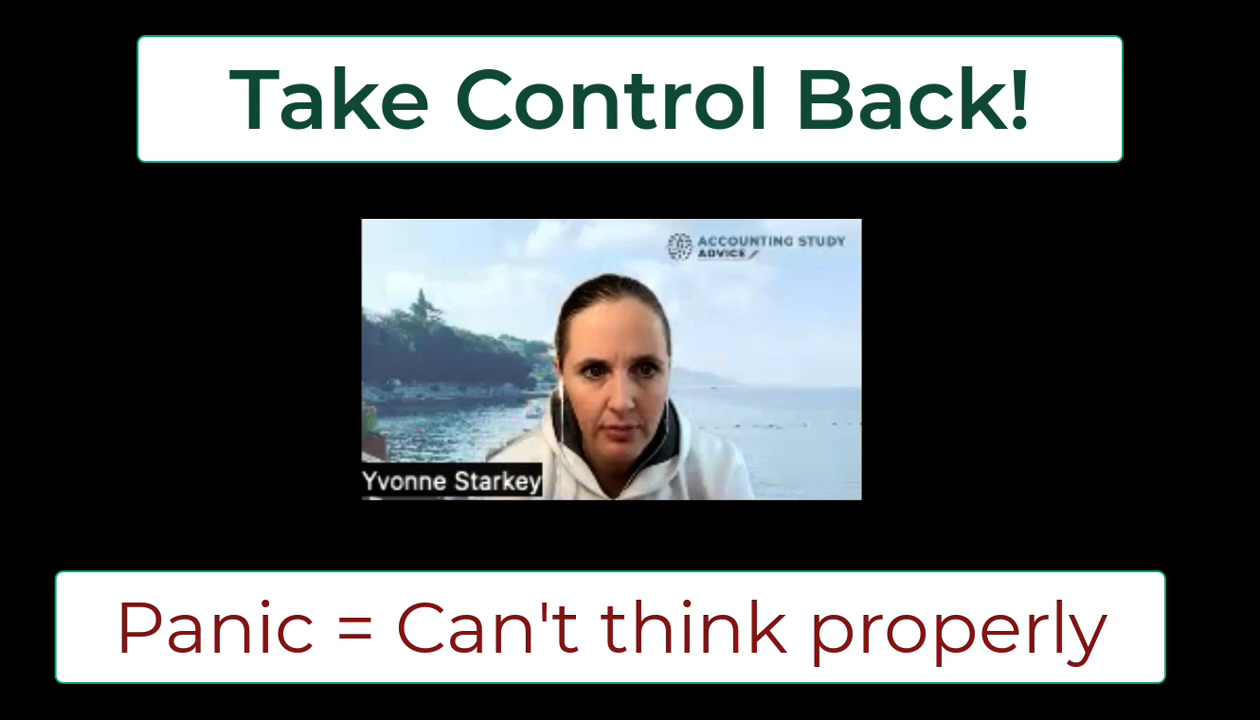 Take Control Back!
ACCOUNTING STUDY
ADVICE
Yvonne Starkey
Panic = Can't think properly